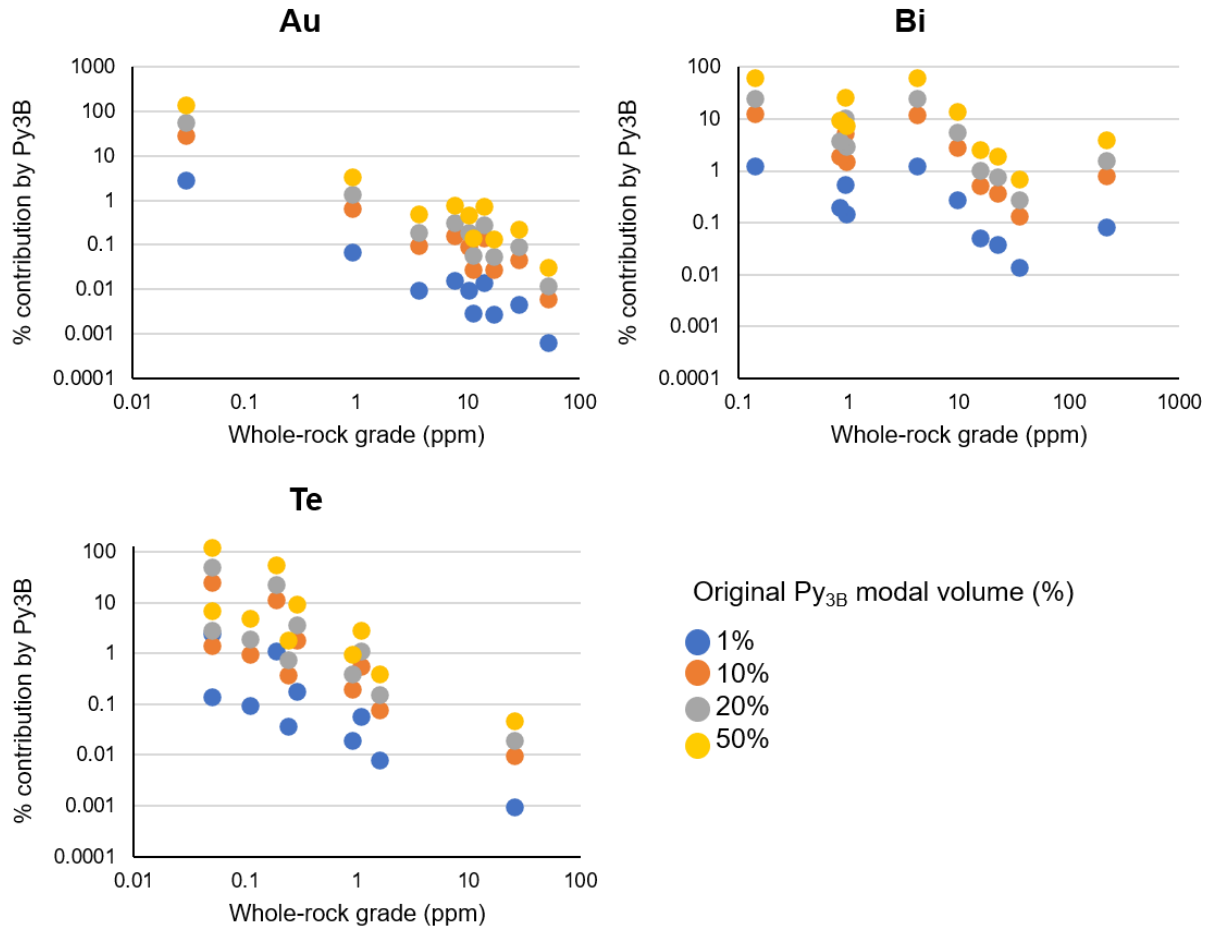 Au
1000
100
10
1
0.1
0.01
0.001
0.0001
% contribution by Py3B
0.01 0.1 1 10 100
Whole-rock grade (ppm)
Bi
100
10
1
0.1
0.01
0.001
0.0001
% contribution by Py3B
0.1 1 10 100 1000
Whole-rock grade (ppm)
Te
100
10
1
0.1
0.01
0.001
0.0001
% contribution by Py3B
0.01 0.1 1 10 100
Whole-rock grade (ppm)
Original Py3B modal volume (%)
1%
10%
20%
50%